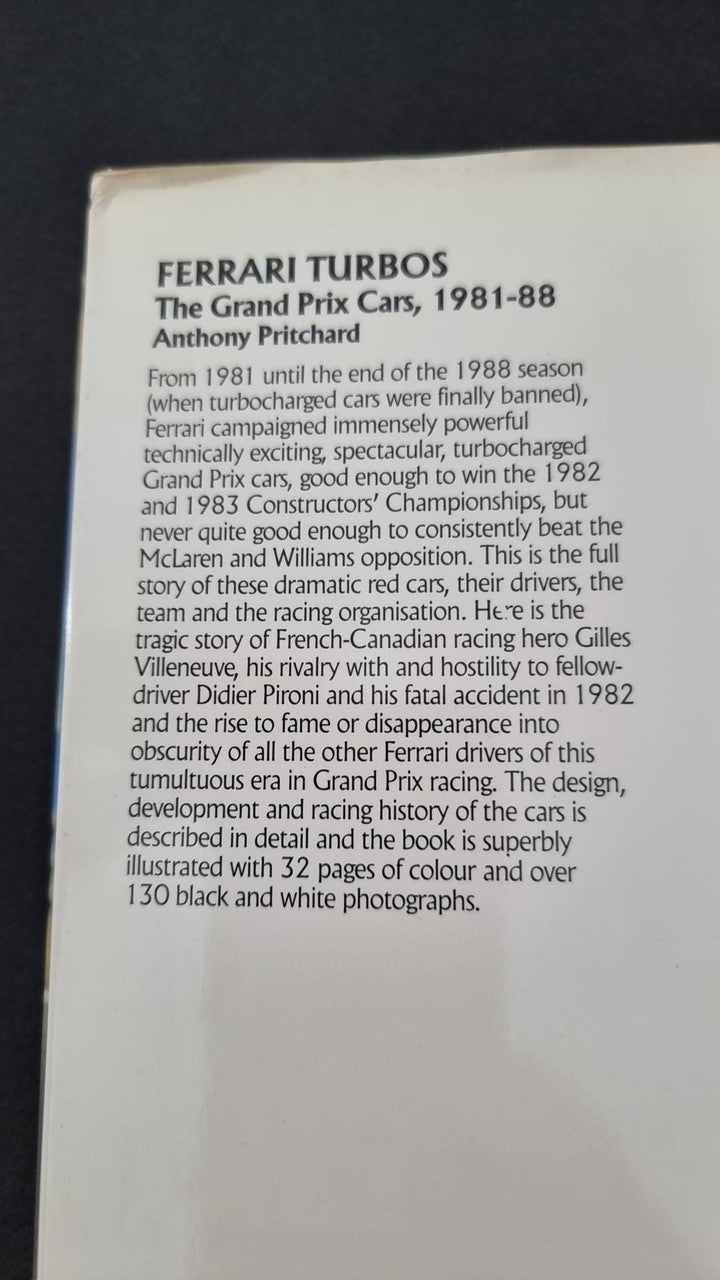 FERRARI TURBOS
The Grand Prix Cars, 1981-88
Anthony Pritchard
From 1981 until the end of the 1988 season
(when turbocharged cars were finally banned),
Ferrari campaigned immensely powerful
technically exciting, spectacular, turbocharged
Grand Prix cars, good enough to win the 1982
and 1983 Constructors' Championships, but
never quite good enough to consistently beat the
McLaren and Williams opposition. This is the full
story of these dramatic red cars, their drivers, the
team and the racing organisation. Here is the
tragic story of French-Canadian racing hero Gilles
Villeneuve, his rivalry with and hostility to fellow-
driver Didier Pironi and his fatal accident in 1982
and the rise to fame or disappearance into
obscurity of all the other Ferrari drivers of this
tumultuous era in Grand Prix racing. The design,
development and racing history of the cars is
described in detail and the book is superbly
illustrated with 32 pages of colour and over
130 black and white photographs.